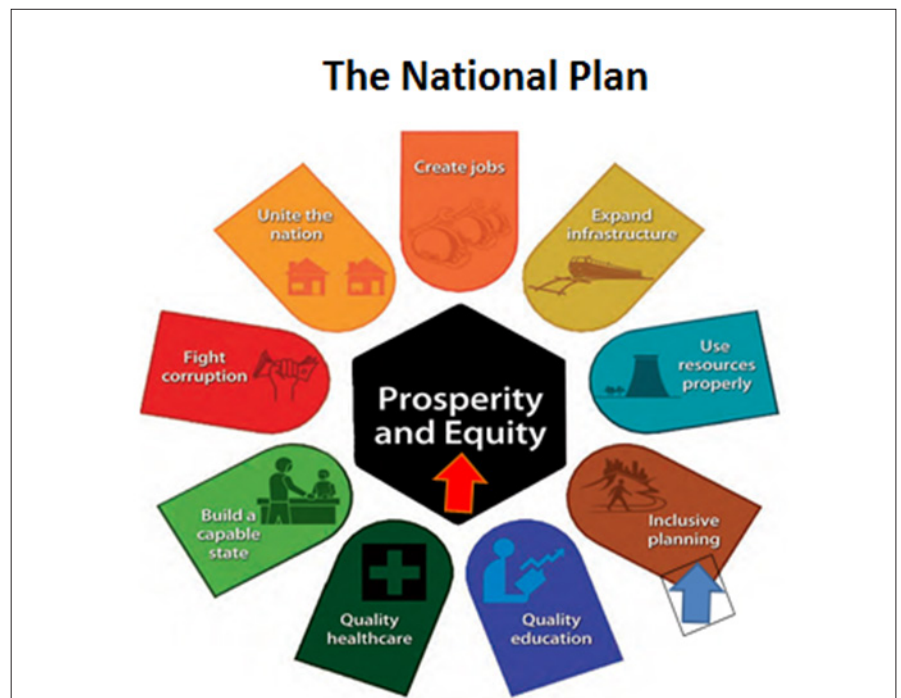 The National Plan
Create jobs
Expand
infrastructure
Use
resources
properly
Inclusive
planning
Quality
education
Quality
healthcare
Build a
capable
state
Fight
corruption
Unite the
nation
Prosperity
and Equity